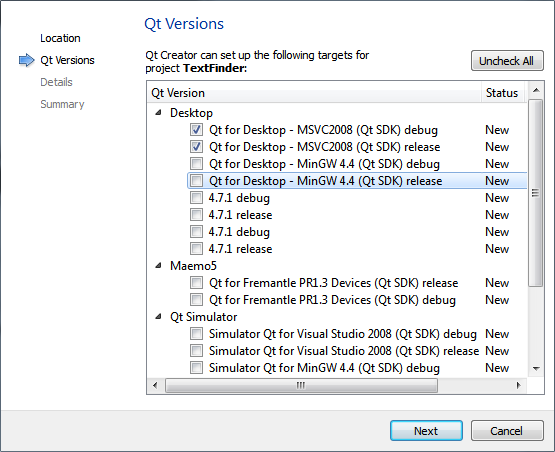 Qt Versions
Location
Qt Versions
Details
Summary
Qt Creator can set up the following targets for
project TextFinder:
Uncheck All
Qt Version Status
Desktop
Qt for Desktop - MSVC2008 (Qt SDK) debug New
Qt for Desktop - MSVC2008 (Qt SDK) release New
Qt for Desktop - MinGW 4.4 (Qt SDK) debug New
Qt for Desktop - MinGW 4.4 (Qt SDK) release New
4.7.1 debug New
4.7.1 release New
4.7.1 debug New
4.7.1 release New
Maemo5
Qt for Fremantle PR1.3 Devices (Qt SDK) release New
Qt for Fremantle PR1.3 Devices (Qt SDK) debug New
Qt Simulator
Simulator Qt for Visual Studio 2008 (Qt SDK) debug New
Simulator Qt for Visual Studio 2008 (Qt SDK) release New
Simulator Qt for MinGW 4.4 (Qt SDK) debug New
Next
Cancel